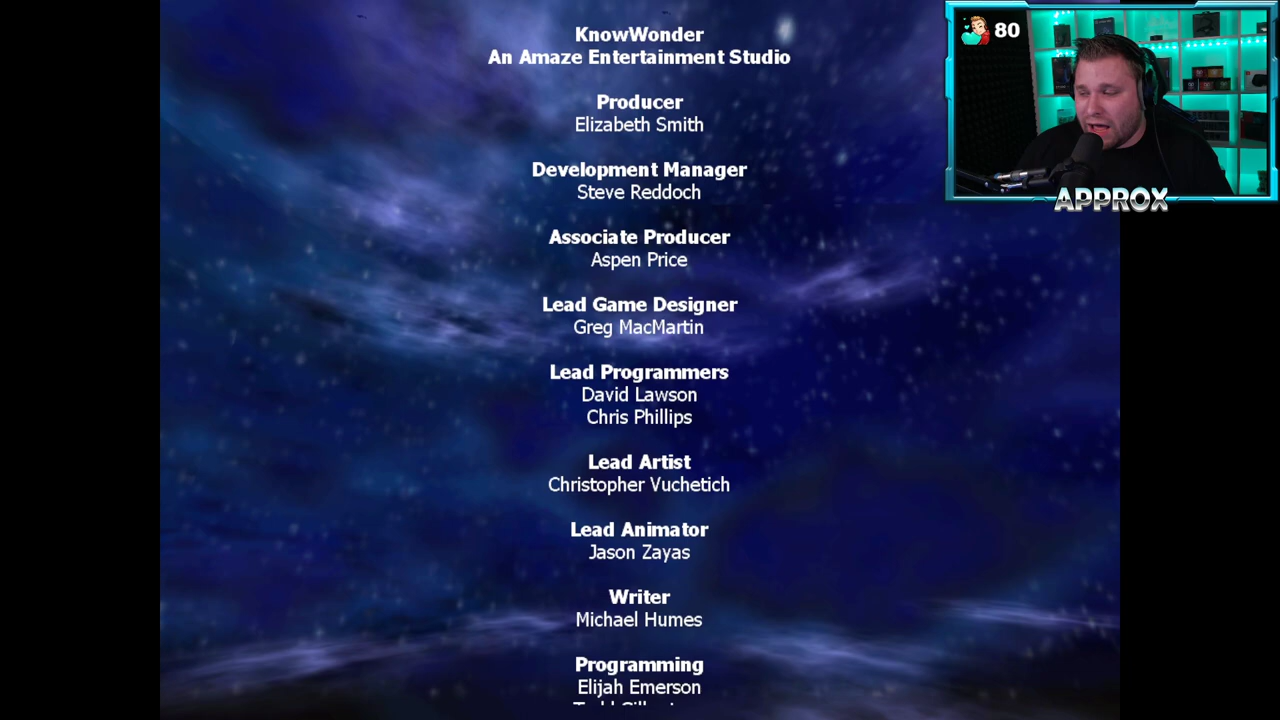 KnowWonder
An Amaze Entertainment Studio
Producer
Elizabeth Smith
Development Manager
Steve Reddoch
Associate Producer
Aspen Price
Lead Game Designer
Greg MacMartin
Lead Programmers
David Lawson
Chris Phillips
Lead Artist
Christopher Vuchetich
Lead Animator
Jason Zayas
Writer
Michael Humes
Programming
Elijah Emerson
80
APPROX